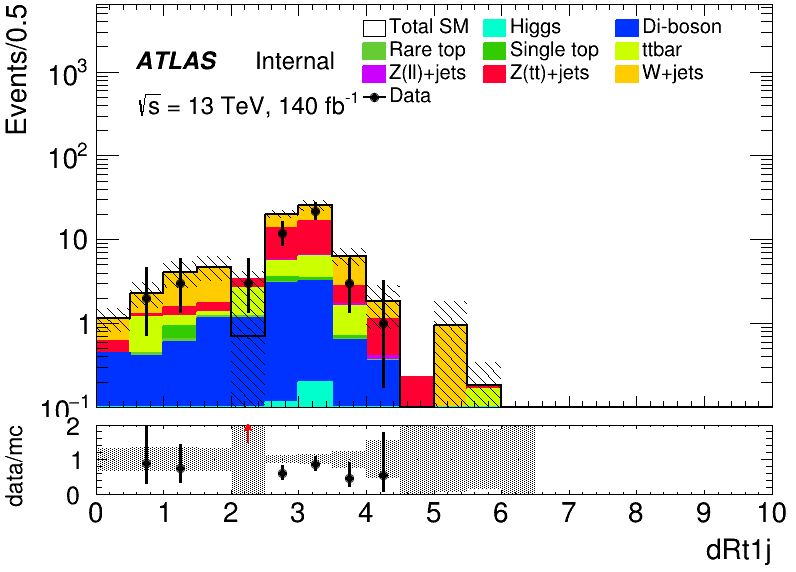 Events/0.5
ATLAS Internal
√s = 13 TeV, 140 fb⁻¹
Total SM Higgs Di-boson
Rare top Single top ttbar
Z(ll)+jets Z(tt)+jets W+jets
Data
10³
10²
10
1
10⁻¹
data/mc
2
1
0
0 1 2 3 4 5 6 7 8 9 10
dRt1j